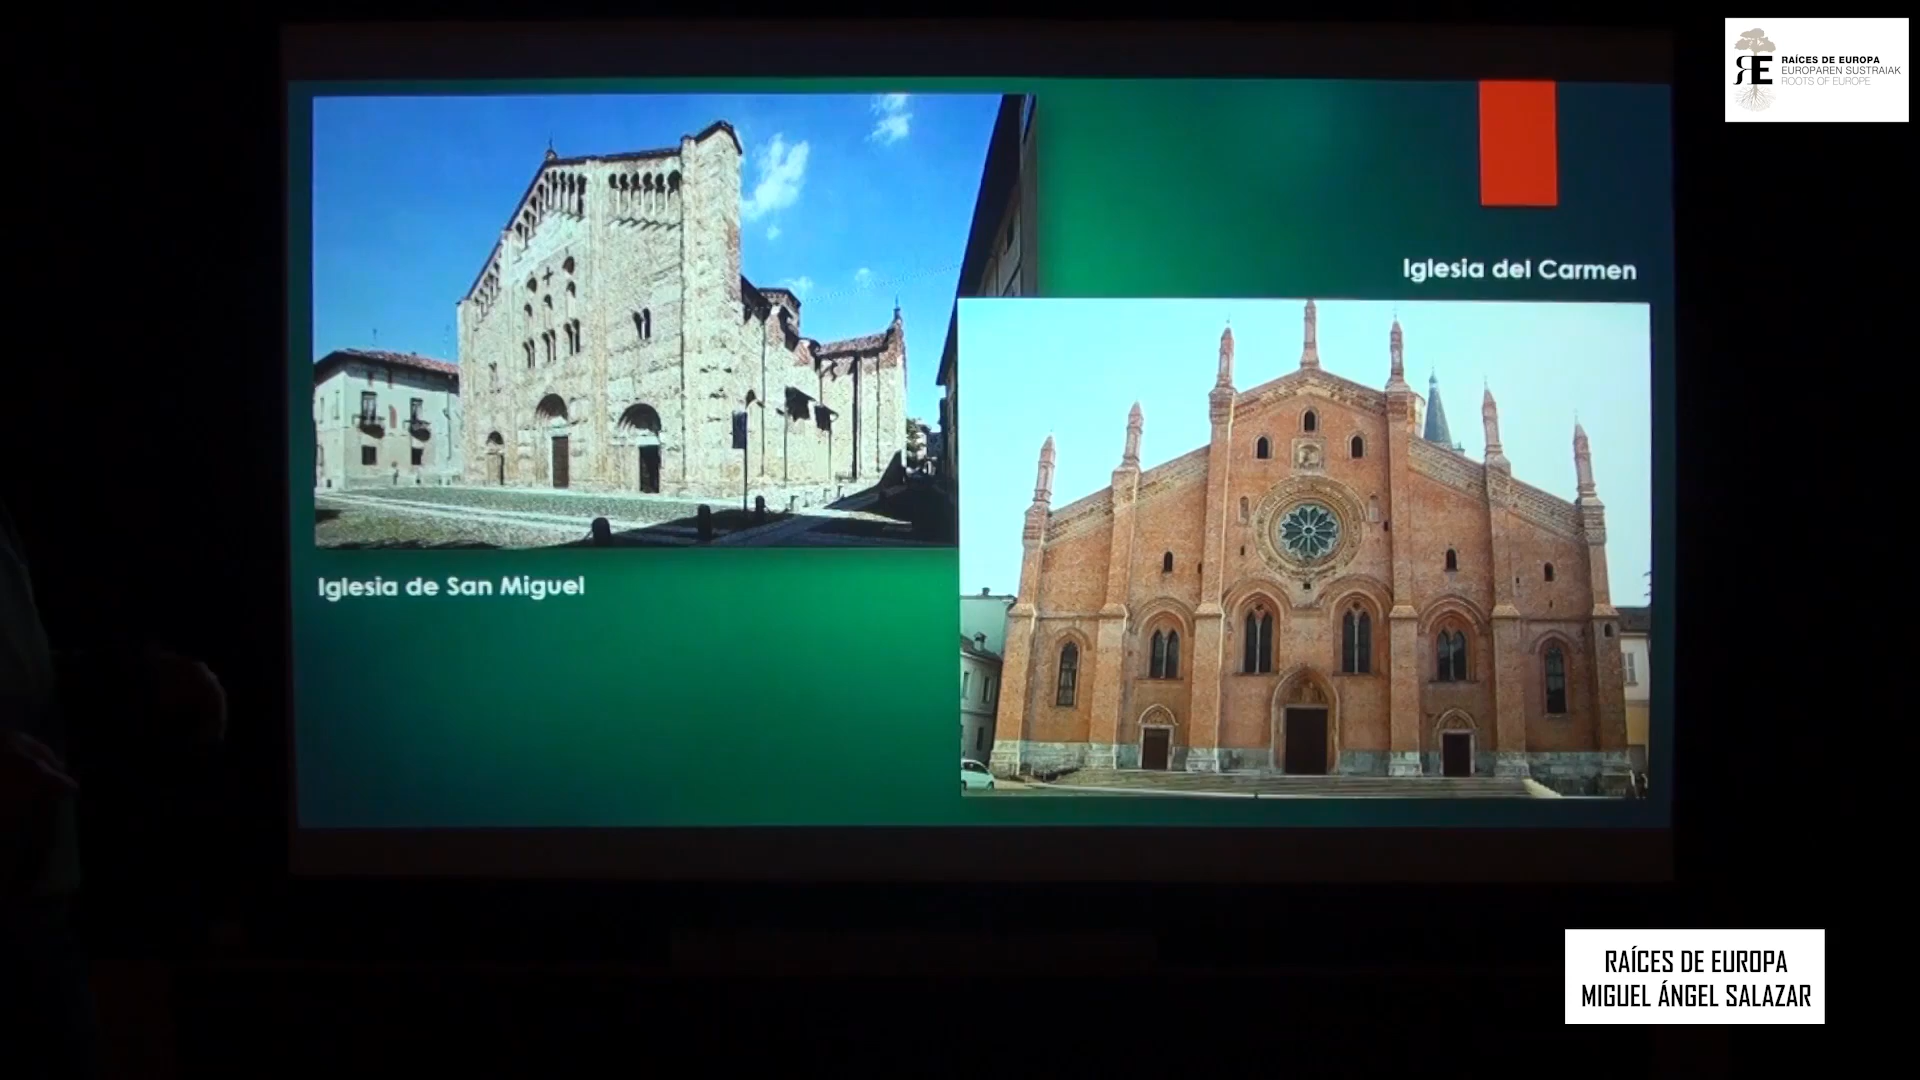 RAÍCES DE EUROPA
EUROPAREN SUSTRAIAK
ROOTS OF EUROPE
Iglesia del Carmen
Iglesia de San Miguel
RAÍCES DE EUROPA
MIGUEL ÁNGEL SALAZAR